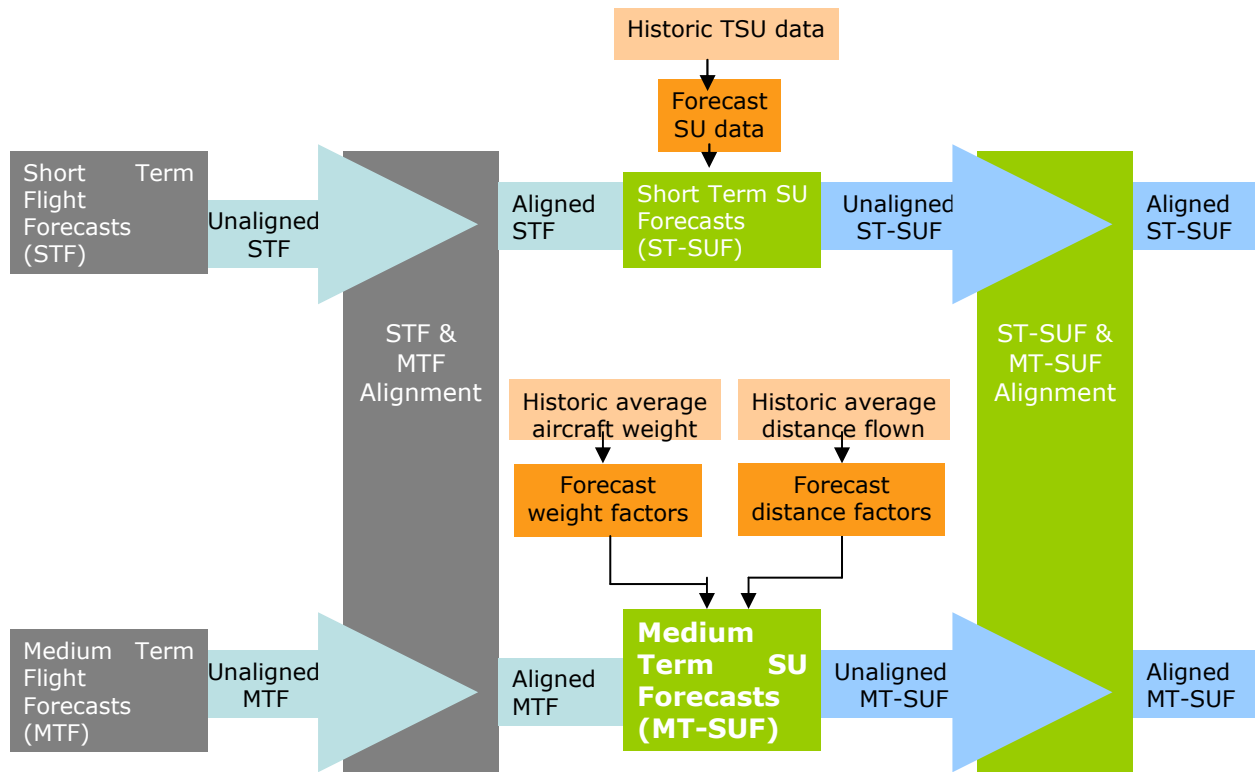 Historic TSU data
Forecast
SU data
Short Term
Flight
Forecasts
(STF)
Unaligned
STF
Aligned
STF
Short Term SU
Forecasts
(ST-SUF)
Unaligned
ST-SUF
Aligned
ST-SUF
STF &
MTF
Alignment
ST-SUF &
MT-SUF
Alignment
Historic average
aircraft weight
Historic average
distance flown
Forecast
weight factors
Forecast
distance factors
Medium Term
Flight
Forecasts
(MTF)
Unaligned
MTF
Aligned
MTF
Medium
Term SU
Forecasts
(MT-SUF)
Unaligned
MT-SUF
Aligned
MT-SUF